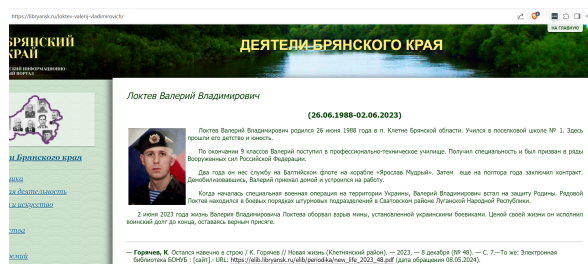 https://libryansk.ru/loktev-valerij-vladimirovich/
НА ГЛАВНУЮ
БРЯНСКИЙ
КРАЙ
ДЕЯТЕЛИ БРЯНСКОГО КРАЯ
Локтев Валерий Владимирович
(26.06.1988-02.06.2023)
Локтев Валерий Владимирович родился 26 июня 1988 года в п. Клетне Брянской области. Учился в поселковой школе № 1. Здесь
прошли его детство и юность.
По окончании 9 классов Валерий поступил в профессионально-техническое училище. Получил специальность и был призван в ряды
Вооруженных сил Российской Федерации.
Два года он нес службу на Балтийском флоте на корабле «Ярослав Мудрый». Затем еще на полтора года заключил контракт.
Демобилизовавшись, Валерий приехал домой и устроился на работу.
Когда началась специальная военная операция на территории Украины, Валерий Владимирович встал на защиту Родины. Рядовой
Локтев находился в боевых порядках штурмовых подразделений в Сватовском районе Луганской Народной Республики.
2 июня 2023 года жизнь Валерия Владимировича Локтева оборвал взрыв мины, установленной украинскими боевиками. Ценой своей жизни он исполнил
воинский долг до конца, оставаясь верным присяге.
и Брянского края
ая деятельность
и искусство
— Горячев, К. Остался навечно в строю / К. Горячев // Новая жизнь (Клетнянский район). — 2023. — 8 декабря (№ 48). — С. 7.—То же: Электронная
библиотека БОНУБ : [сайт].- URL: https://elib.libryansk.ru/elib/periodika/new_life_2023_48.pdf (дата обращения 08.05.2024).